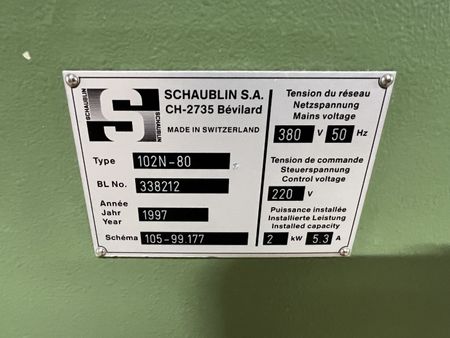 SCHAUBLIN
S
SCHAUBLIN
SCHAUBLIN S.A.
CH-2735 Bévilard
MADE IN SWITZERLAND
Type 102N-80
BL No. 338212
Année
Jahr
Year
1997
Schéma 105-99.177
Tension du réseau
Netzspannung
Mains voltage
380 V 50 Hz
Tension de commande
Steuerspannung
Control voltage
220 V
Puissance installée
Installierte Leistung
Installed capacity
2 kW 5.3 A